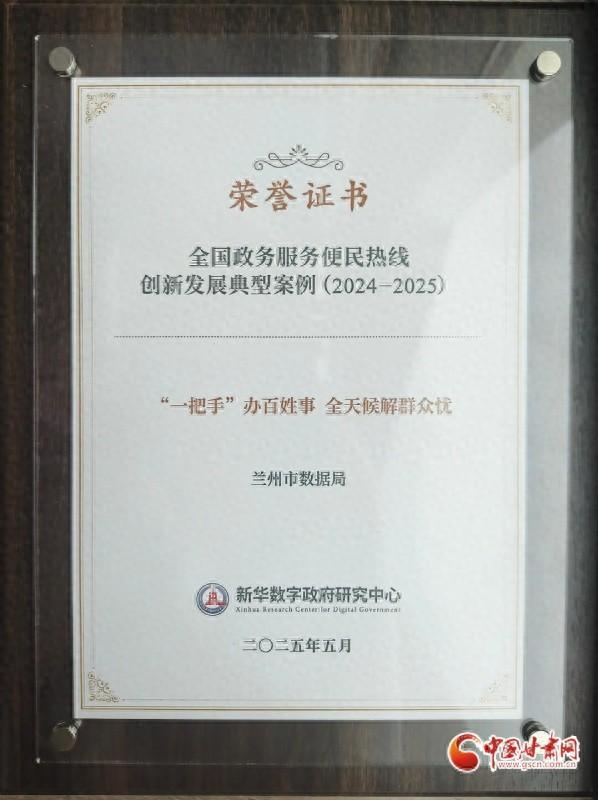 荣誉证书
全国政务服务便民热线
创新发展典型案例(2024—2025)
“一把手”办百姓事 全天候解群众忧
兰州市数据局
新华数字政府研究中心
Xinhua Research Center for Digital Government
二〇二五年五月
中国甘肃网
www.gscn.com.cn